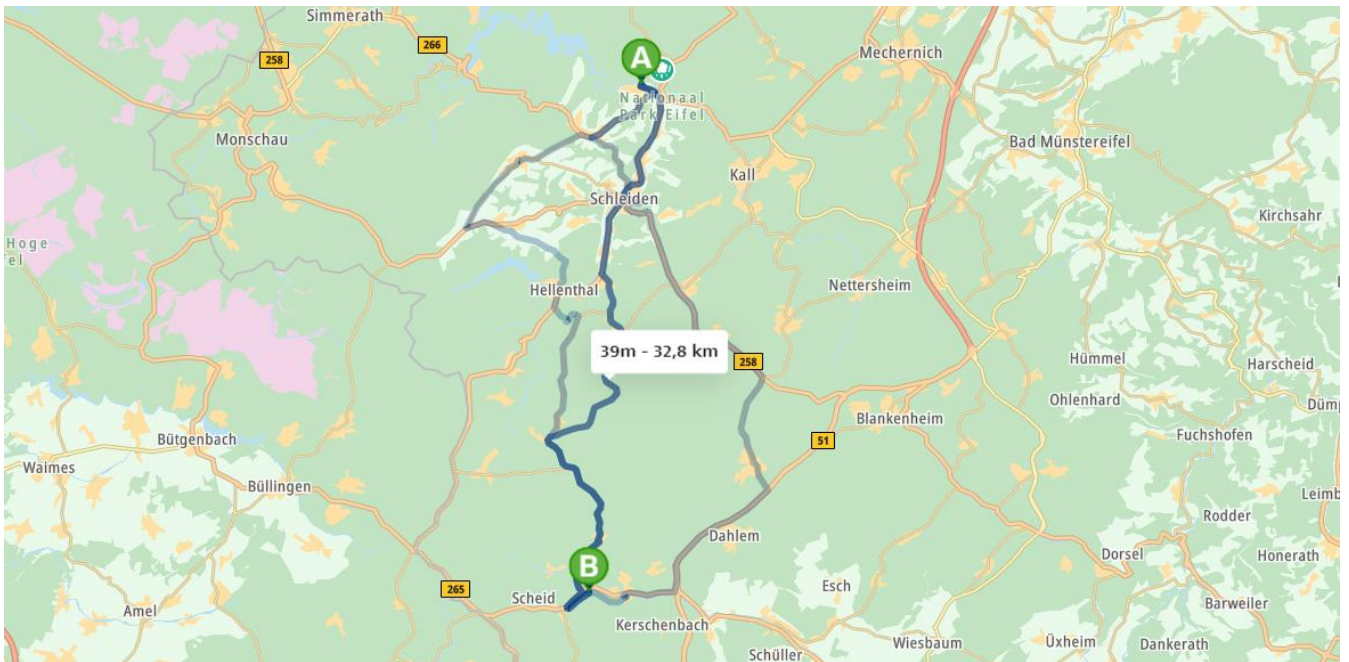 Simmerath
266
258
Mechernich
A
Nationaal
Park Eifel
Monschau
Bad Münstereifel
Kall
Schleiden
Kirchsahr
Hoge
fel
Nettersheim
Hellenthal
39m - 32,8 km
258
Hümmel
Harscheid
Ohlenhard
Dümp
Blankenheim
51
Fuchshofen
Bütgenbach
Waimes
Büllingen
Leimb
Rodder
Dahlem
Dorsel
Honerath
B
265
Scheid
Esch
Barweiler
Amel
Kerschenbach
Wiesbaum
Üxheim
Dankerath
Schüller